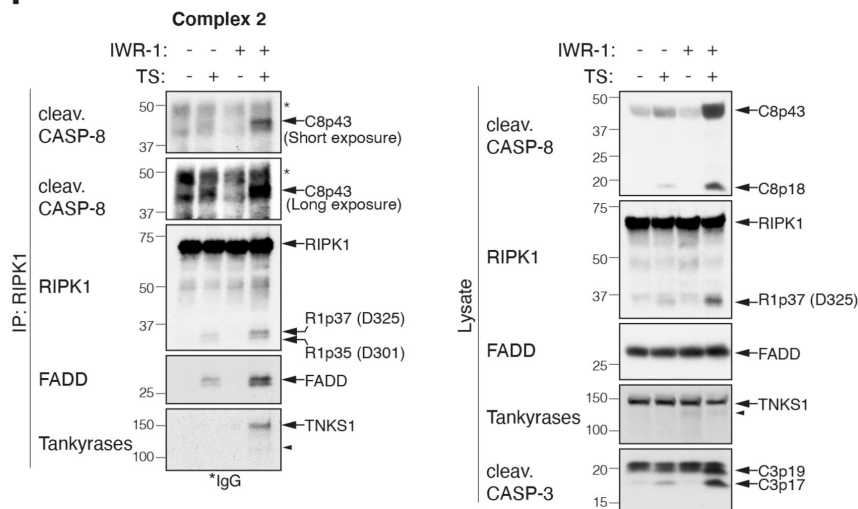 Complex 2
IWR-1: - - + +
TS: - + - +
IP: RIPK1
cleav. CASP-8
50
37
*
C8p43
(Short exposure)
cleav. CASP-8
50
37
*
C8p43
(Long exposure)
RIPK1
75
50
37
RIPK1
R1p37 (D325)
R1p35 (D301)
FADD
25
FADD
Tankyrases
150
100
TNKS1
*IgG
IWR-1: - - + +
TS: - + - +
Lysate
cleav. CASP-8
50
37
25
20
C8p43
C8p18
RIPK1
75
50
37
RIPK1
R1p37 (D325)
FADD
25
FADD
Tankyrases
150
100
TNKS1
cleav. CASP-3
20
15
C3p19
C3p17